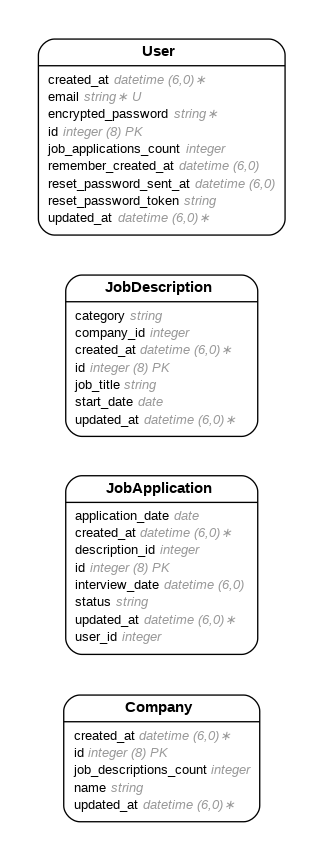 User
created_at datetime (6,0)∗
email string∗ U
encrypted_password string∗
id integer (8) PK
job_applications_count integer
remember_created_at datetime (6,0)
reset_password_sent_at datetime (6,0)
reset_password_token string
updated_at datetime (6,0)∗
JobDescription
category string
company_id integer
created_at datetime (6,0)∗
id integer (8) PK
job_title string
start_date date
updated_at datetime (6,0)∗
JobApplication
application_date date
created_at datetime (6,0)∗
description_id integer
id integer (8) PK
interview_date datetime (6,0)
status string
updated_at datetime (6,0)∗
user_id integer
Company
created_at datetime (6,0)∗
id integer (8) PK
job_descriptions_count integer
name string
updated_at datetime (6,0)∗